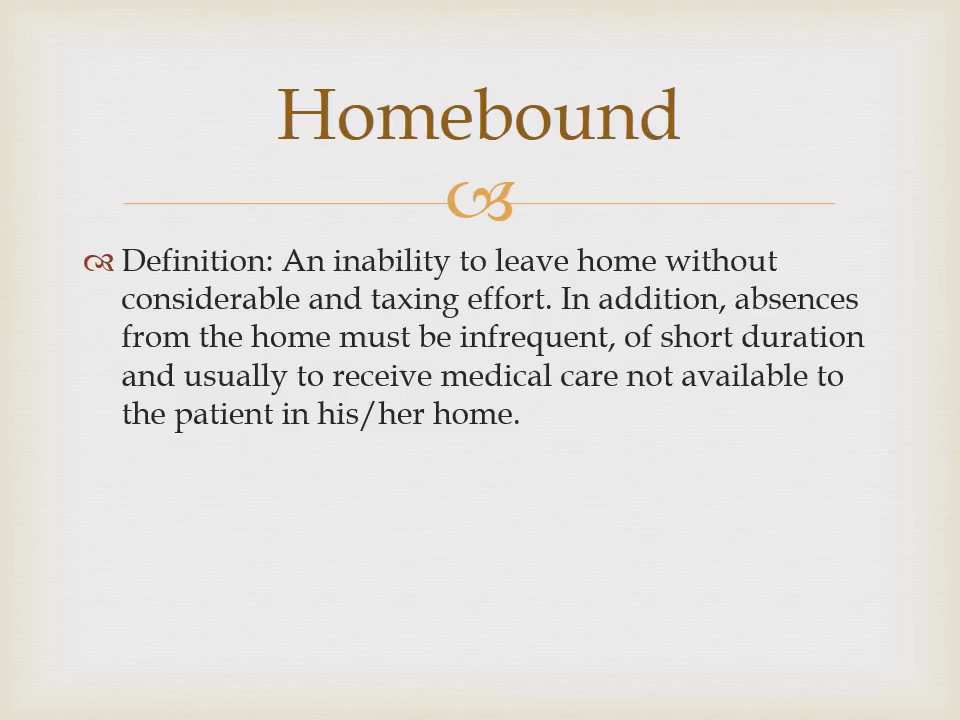 Homebound
Definition: An inability to leave home without
considerable and taxing effort. In addition, absences
from the home must be infrequent, of short duration
and usually to receive medical care not available to
the patient in his/her home.